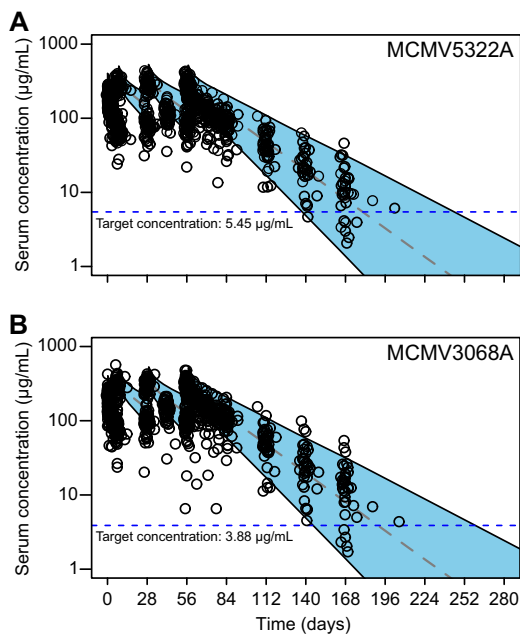 A
MCMV5322A
Serum concentration (µg/mL)
1000
100
10
1
Target concentration: 5.45 µg/mL
B
MCMV3068A
Serum concentration (µg/mL)
1000
100
10
1
Target concentration: 3.88 µg/mL
0 28 56 84 112 140 168 196 224 252 280
Time (days)